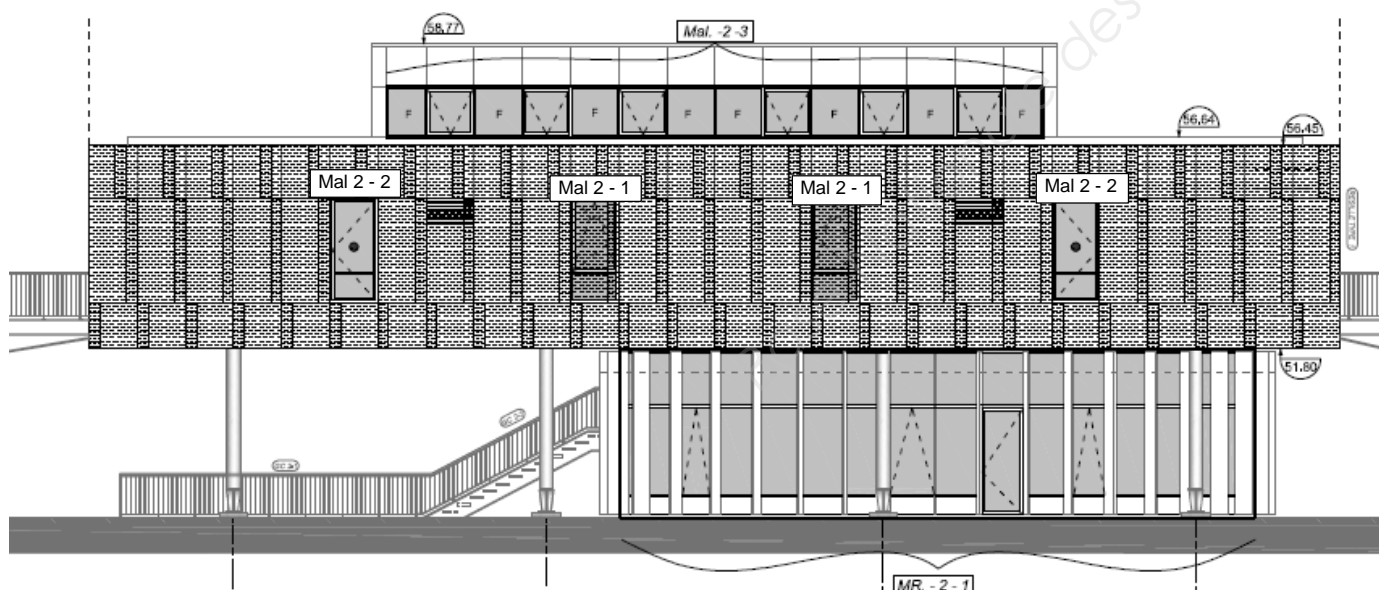 58,77
Mal. -2 -3
F F F F F F F F
56,64
56,45
Mal 2 - 2
Mal 2 - 1
Mal 2 - 1
Mal 2 - 2
51,80
MR. - 2 - 1